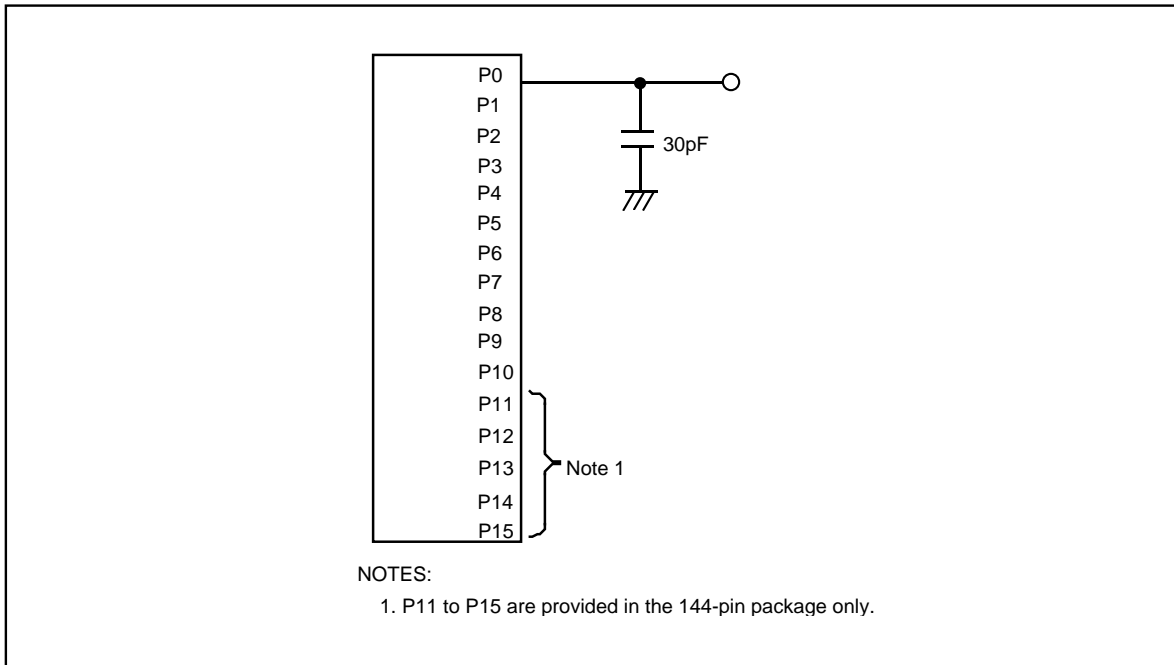 P0
P1
P2
P3
P4
P5
P6
P7
P8
P9
P10
P11
P12
P13
P14
P15
30pF
Note 1
NOTES:
1. P11 to P15 are provided in the 144-pin package only.